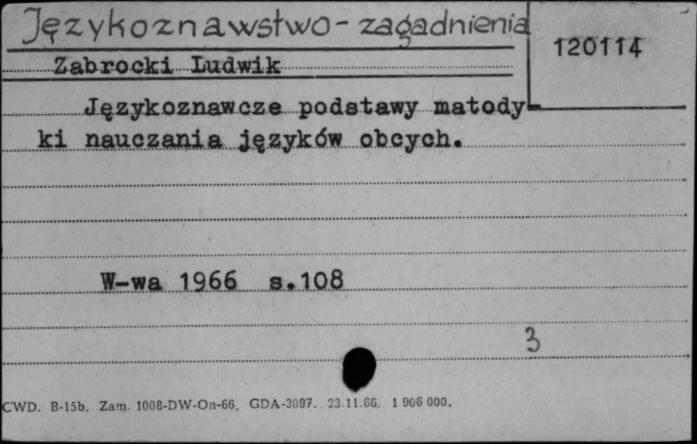 Językoznawstwo - zagadnienia
120114
Zabrocki Ludwik
Językoznawcze podstawy matody
ki nauczania języków obcych.
W-wa 1966 s.108
3
CWD. B-15b. Zam. 1008-DW-On-66, GDA-3097. 23.11.66. 1 906 000.